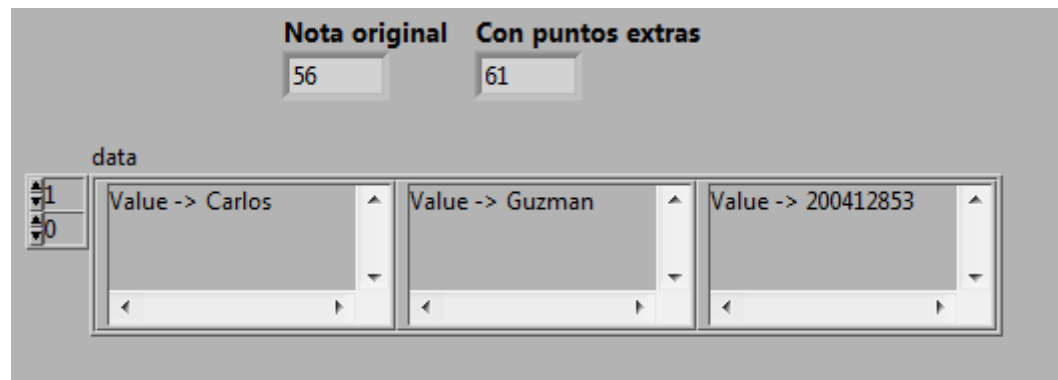 Nota original Con puntos extras
56 61
data
1 Value -> Carlos Value -> Guzman Value -> 200412853
0